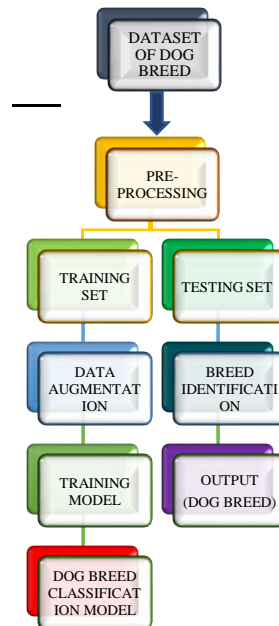 DATASET
OF DOG
BREED
PRE-
PROCESSING
TRAINING
SET
TESTING SET
DATA
AUGMENTAT
ION
BREED
IDENTIFICATI
ON
TRAINING
MODEL
OUTPUT
(DOG BREED)
DOG BREED
CLASSIFICAT
ION MODEL